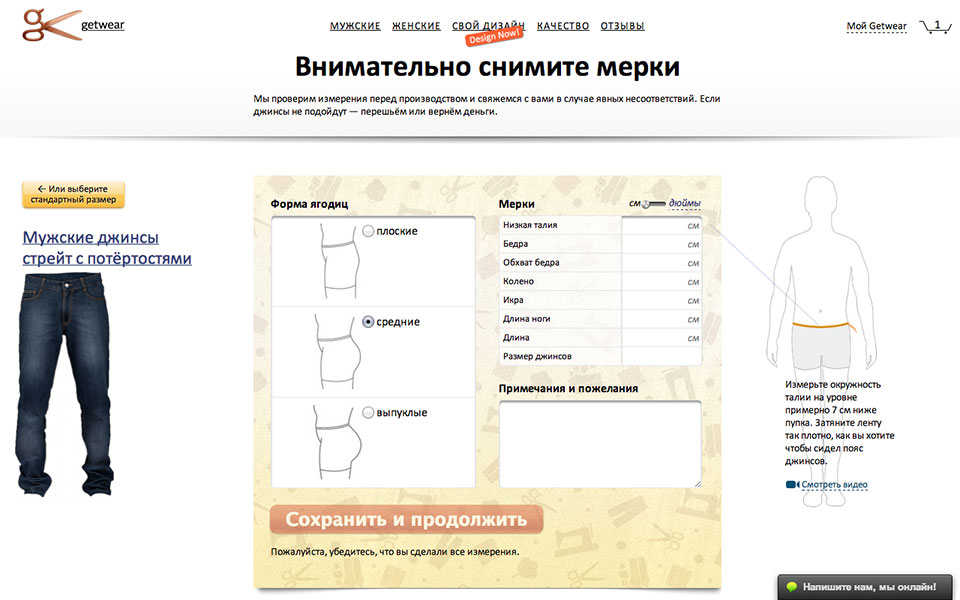 getwear
МУЖСКИЕ ЖЕНСКИЕ СВОЙ ДИЗАЙН КАЧЕСТВО ОТЗЫВЫ
Design Now!
Мой Getwear
1
Внимательно снимите мерки
Мы проверим измерения перед производством и свяжемся с вами в случае явных несоответствий. Если
джинсы не подойдут — перешьём или вернём деньги.
← Или выберите
стандартный размер
Мужские джинсы
стрейт с потёртостями
Форма ягодиц
плоские
средние
выпуклые
Мерки
см дюймы
Низкая талия см
Бедра см
Обхват бедра см
Колено см
Икра см
Длина ноги см
Длина см
Размер джинсов
Примечания и пожелания
Сохранить и продолжить
Пожалуйста, убедитесь, что вы сделали все измерения.
Измерьте окружность
талии на уровне
примерно 7 см ниже
пупка. Затяните ленту
так плотно, как вы хотите
чтобы сидел пояс
джинсов.
Смотреть видео
Напишите нам, мы онлайн!